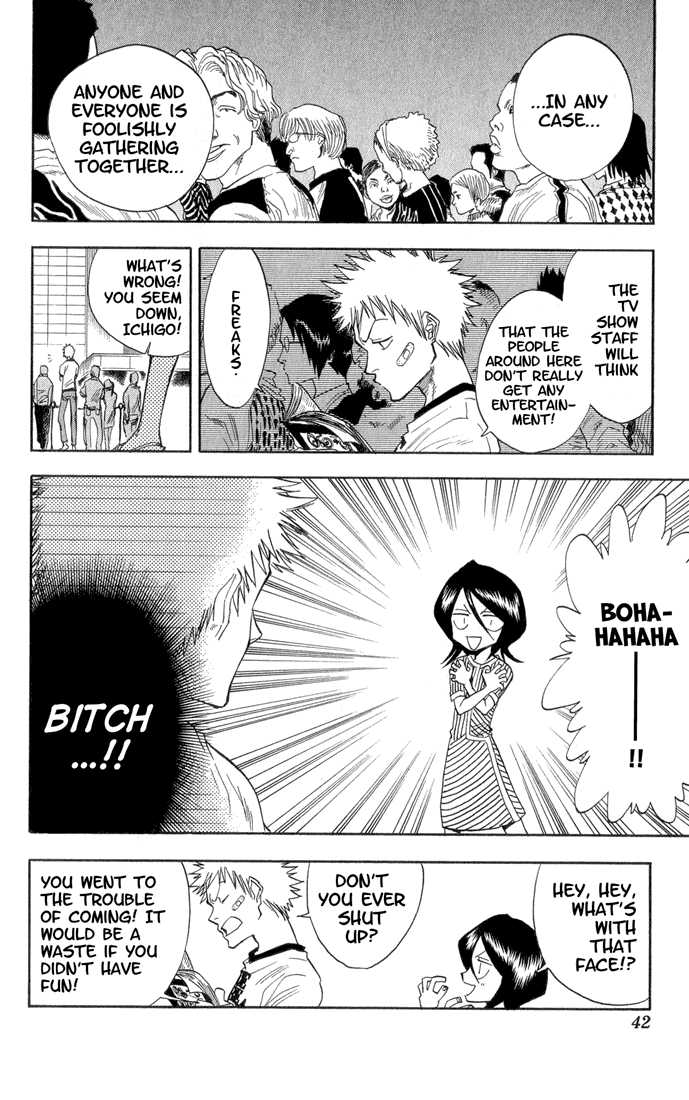 ...IN ANY
CASE...
ANYONE AND
EVERYONE IS
FOOLISHLY
GATHERING
TOGETHER...
THE
TV
SHOW
STAFF
WILL
THINK
THAT THE
PEOPLE
AROUND HERE
DON'T REALLY
GET ANY
ENTERTAIN-
MENT!
FREAKS.
WHAT'S
WRONG!
YOU SEEM
DOWN,
ICHIGO!
BOHA-
HAHAHA
!!
BITCH
...!!
HEY, HEY,
WHAT'S
WITH
THAT
FACE!?
DON'T
YOU EVER
SHUT
UP?
YOU WENT TO
THE TROUBLE
OF COMING! IT
WOULD BE A
WASTE IF YOU
DIDN'T HAVE
FUN!
42